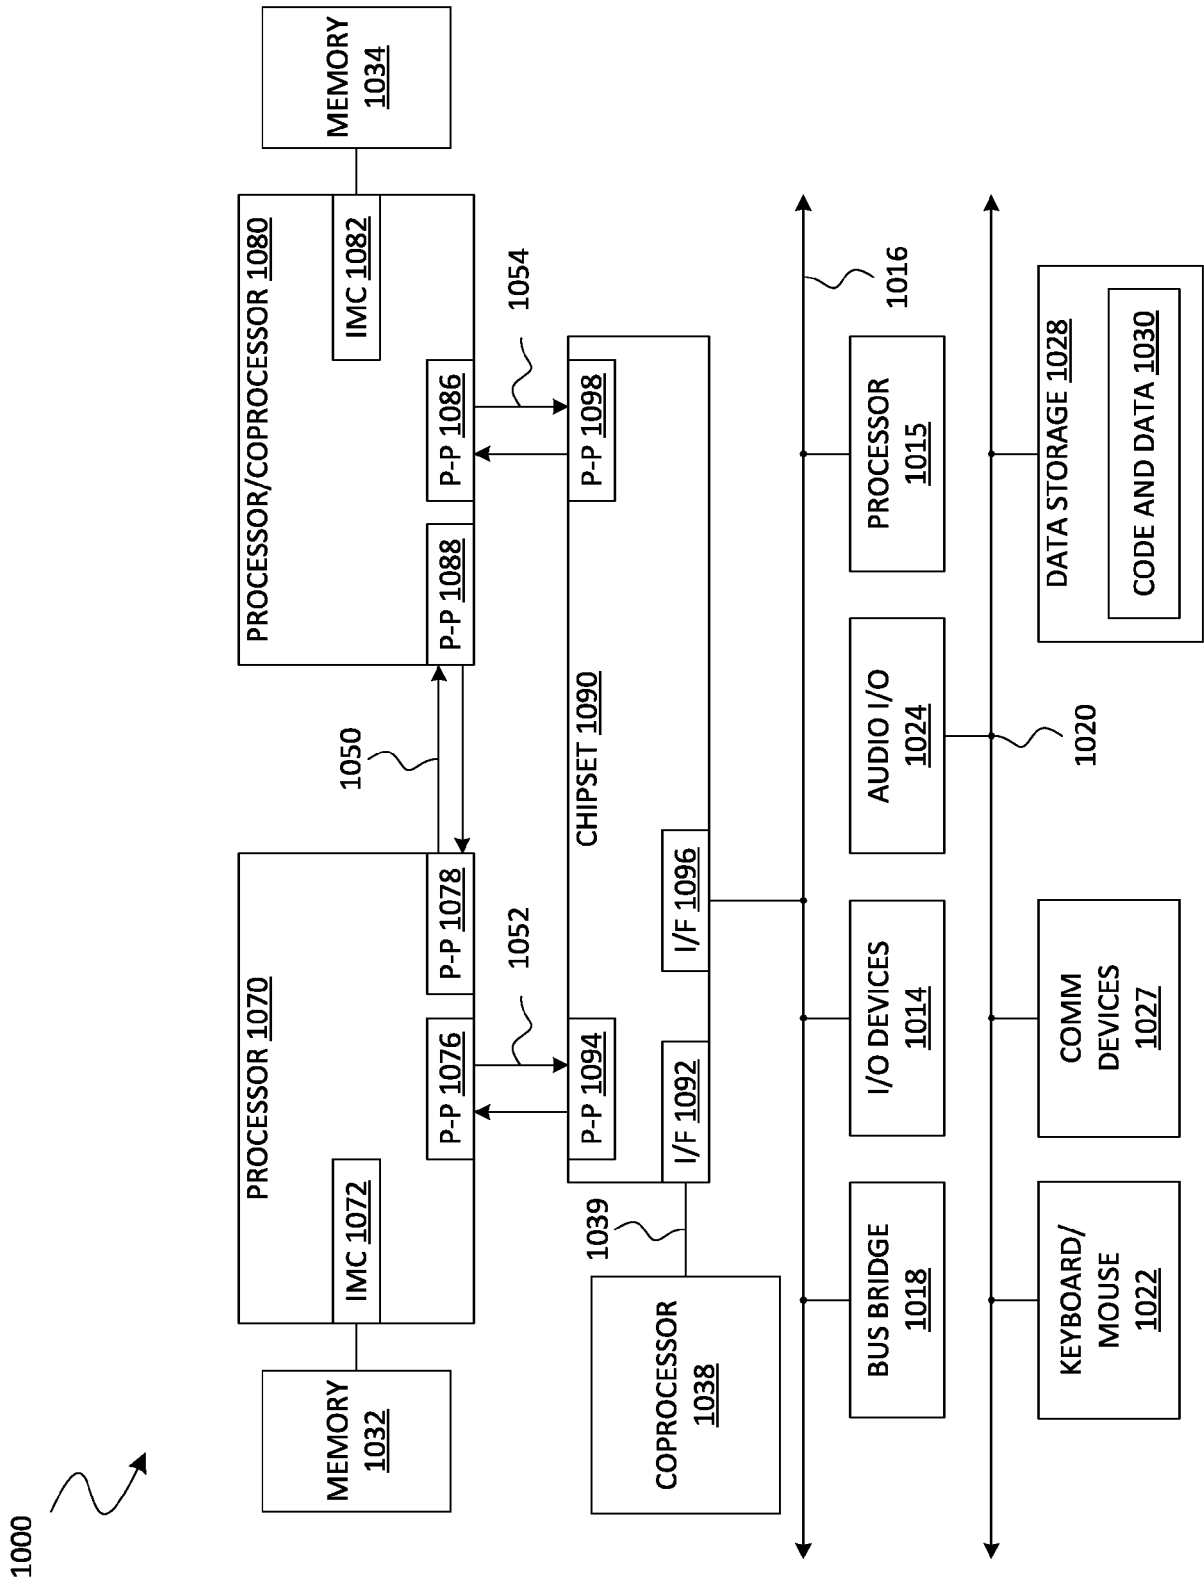 1000
MEMORY
1032
PROCESSOR 1070
IMC 1072
P-P 1076
P-P 1078
1050
PROCESSOR/COPROCESSOR 1080
IMC 1082
P-P 1088
P-P 1086
MEMORY
1034
1052
1054
COPROCESSOR
1038
1039
CHIPSET 1090
P-P 1094
P-P 1098
I/F 1092
I/F 1096
1016
BUS BRIDGE
1018
I/O DEVICES
1014
AUDIO I/O
1024
PROCESSOR
1015
1020
KEYBOARD/
MOUSE
1022
COMM
DEVICES
1027
DATA STORAGE 1028
CODE AND DATA 1030